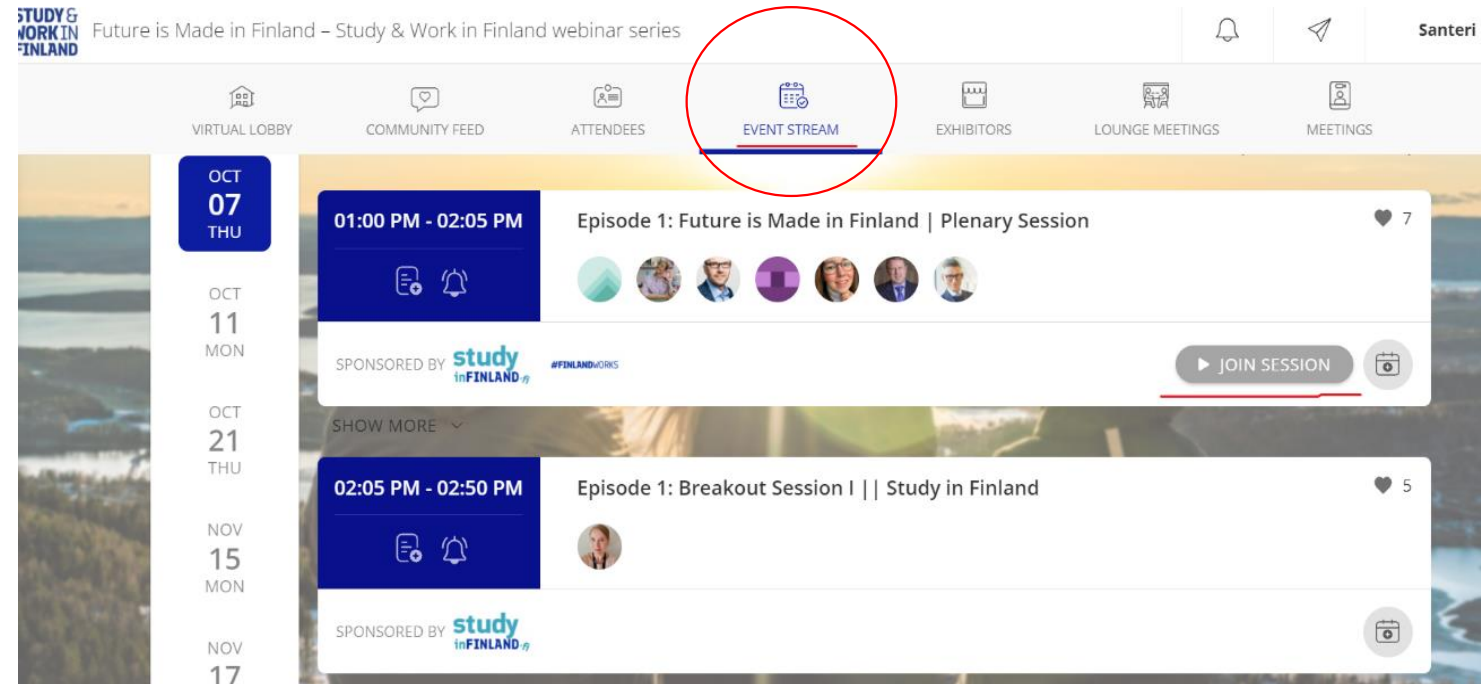 STUDY &
WORK IN
FINLAND
Future is Made in Finland – Study & Work in Finland webinar series
Santeri
VIRTUAL LOBBY
COMMUNITY FEED
ATTENDEES
EVENT STREAM
EXHIBITORS
LOUNGE MEETINGS
MEETINGS
OCT
07
THU
OCT
11
MON
OCT
21
THU
NOV
15
MON
NOV
17
01:00 PM - 02:05 PM
Episode 1: Future is Made in Finland | Plenary Session
7
SPONSORED BY
study
inFINLAND.fi
#FINLANDWORKS
JOIN SESSION
SHOW MORE
02:05 PM - 02:50 PM
Episode 1: Breakout Session I || Study in Finland
5
SPONSORED BY
study
inFINLAND.fi